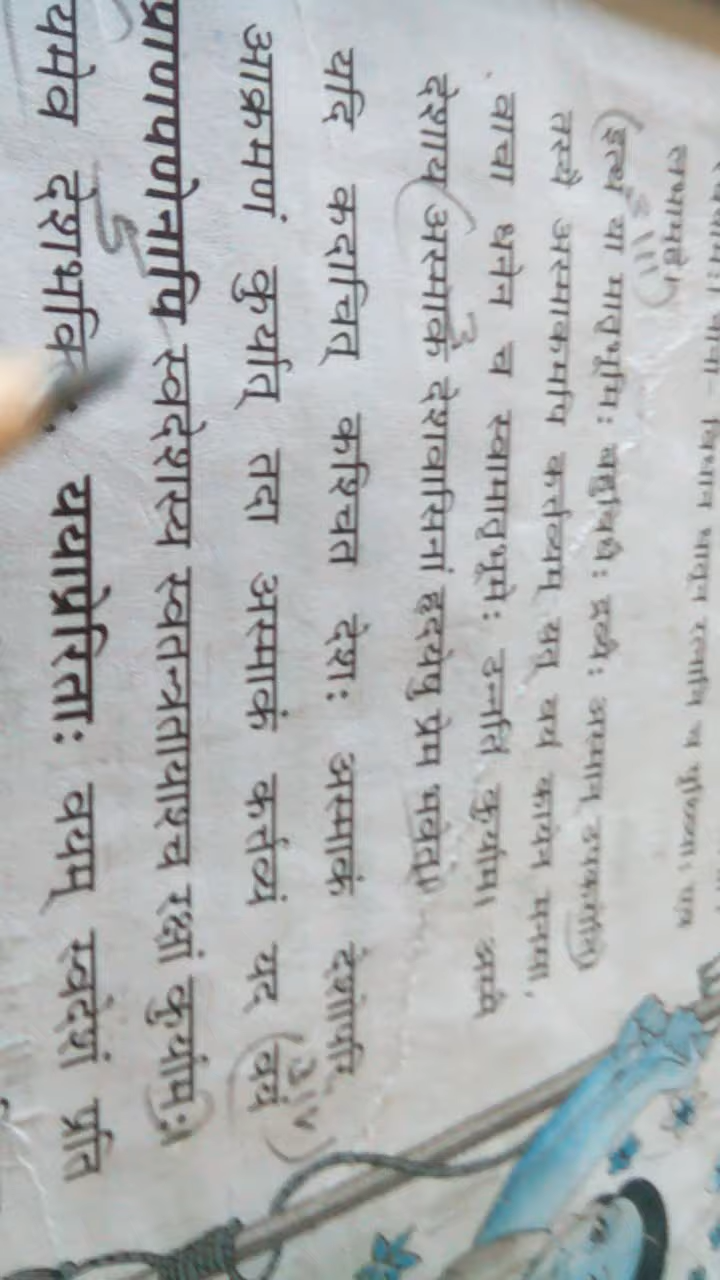 लभामहे।
इत्थं या मातृभूमिः बहुविधैः द्रव्यैः अस्मान् उपकरोति
तस्यै अस्माकमपि कर्त्तव्यम् यत् वयं कायेन मनसा,
वाचा धनेन च स्वमातृभूमेः उन्नतिं कुर्याम। अस्मै
देशाय अस्माकं देशवासिनां हृदयेषु प्रेम भवेत्।
यदि कदाचित् कश्चित देशः अस्माकं देशोपरि
आक्रमणं कुर्यात् तदा अस्माकं कर्त्तव्यं यद् वयं
प्राणपणेनापि स्वदेशस्य स्वतन्त्रतायाश्च रक्षां कुर्यामः।
यमेव यथाप्रेरिताः वयम् स्वदेशं प्रति